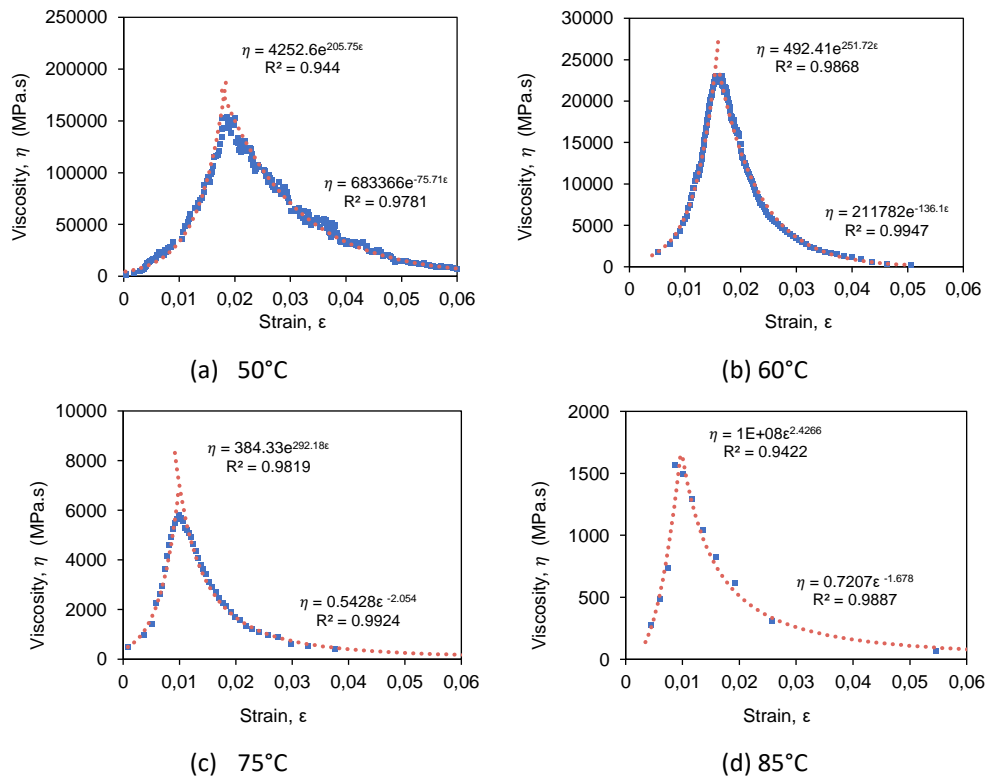 250000
200000
150000
100000
50000
0
Viscosity, η (MPa.s)
η = 4252.6e^205.75ε
R² = 0.944
η = 683366e^-75.71ε
R² = 0.9781
0 0,01 0,02 0,03 0,04 0,05 0,06
Strain, ε
(a) 50°C
30000
25000
20000
15000
10000
5000
0
Viscosity, η (MPa.s)
η = 492.41e^251.72ε
R² = 0.9868
η = 211782e^-136.1ε
R² = 0.9947
0 0,01 0,02 0,03 0,04 0,05 0,06
Strain, ε
(b) 60°C
10000
8000
6000
4000
2000
0
Viscosity, η (MPa.s)
η = 384.33e^292.18ε
R² = 0.9819
η = 0.5428ε^-2.054
R² = 0.9924
0 0,01 0,02 0,03 0,04 0,05 0,06
Strain, ε
(c) 75°C
2000
1500
1000
500
0
Viscosity, η (MPa.s)
η = 1E+08ε^2.4266
R² = 0.9422
η = 0.7207ε^-1.678
R² = 0.9887
0 0,01 0,02 0,03 0,04 0,05 0,06
Strain, ε
(d) 85°C